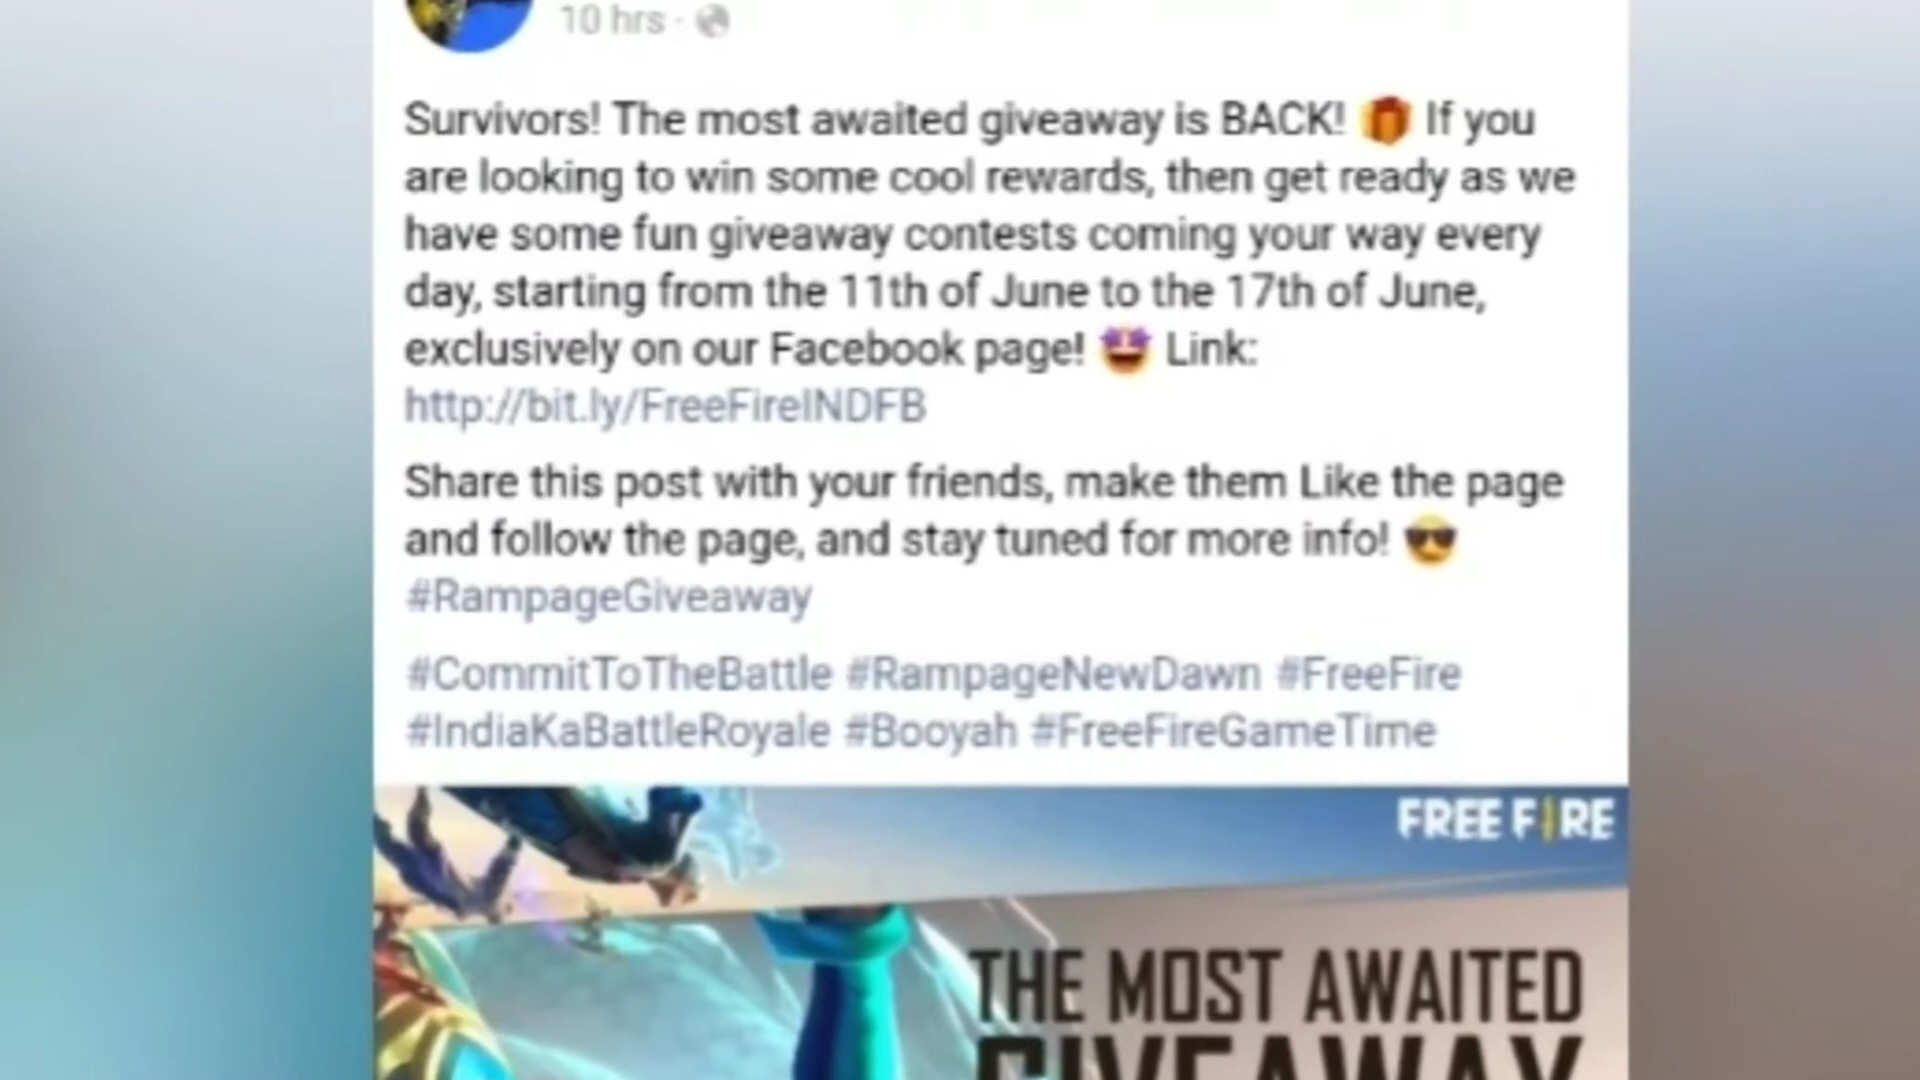 10 hrs ·
Survivors! The most awaited giveaway is BACK! 🎁 If you
are looking to win some cool rewards, then get ready as we
have some fun giveaway contests coming your way every
day, starting from the 11th of June to the 17th of June,
exclusively on our Facebook page! 🤩 Link:
http://bit.ly/FreeFireINDFB
Share this post with your friends, make them Like the page
and follow the page, and stay tuned for more info! 😎
#RampageGiveaway
#CommitToTheBattle #RampageNewDawn #FreeFire
#IndiaKaBattleRoyale #Booyah #FreeFireGameTime
FREE FIRE
THE MOST AWAITED
GIVEAWAY